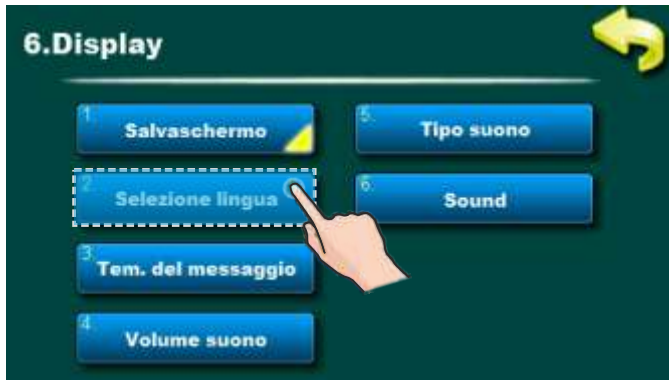 6.Display
1.
Salvaschermo
2.
Selezione lingua
3.
Tem. del messaggio
4.
Volume suono
5.
Tipo suono
6.
Sound